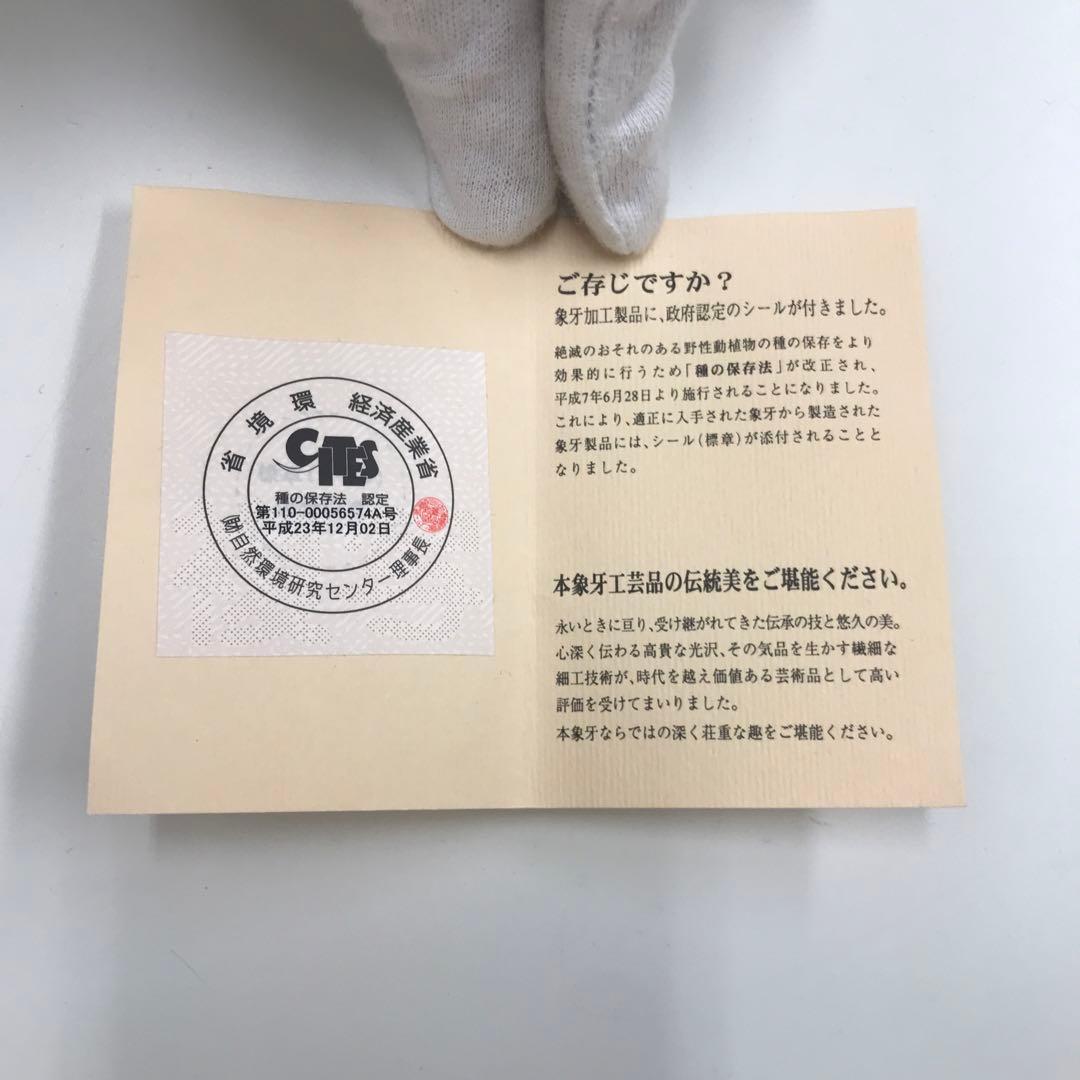 環境省 経済産業省
CITES
種の保存法 認定
第110-00056574A号
平成23年12月02日
(財)自然環境研究センター理事長
ご存じですか？
象牙加工製品に、政府認定のシールが付きました。
絶滅のおそれのある野性動植物の種の保存をより
効果的に行うため「種の保存法」が改正され、
平成7年6月28日より施行されることになりました。
これにより、適正に入手された象牙から製造された
象牙製品には、シール(標章)が添付されることと
なりました。
本象牙工芸品の伝統美をご堪能ください。
永いときに亘り、受け継がれてきた伝承の技と悠久の美。
心深く伝わる高貴な光沢、その気品を生かす繊細な
細工技術が、時代を越え価値ある芸術品として高い
評価を受けてまいりました。
本象牙ならではの深く荘重な趣をご堪能ください。